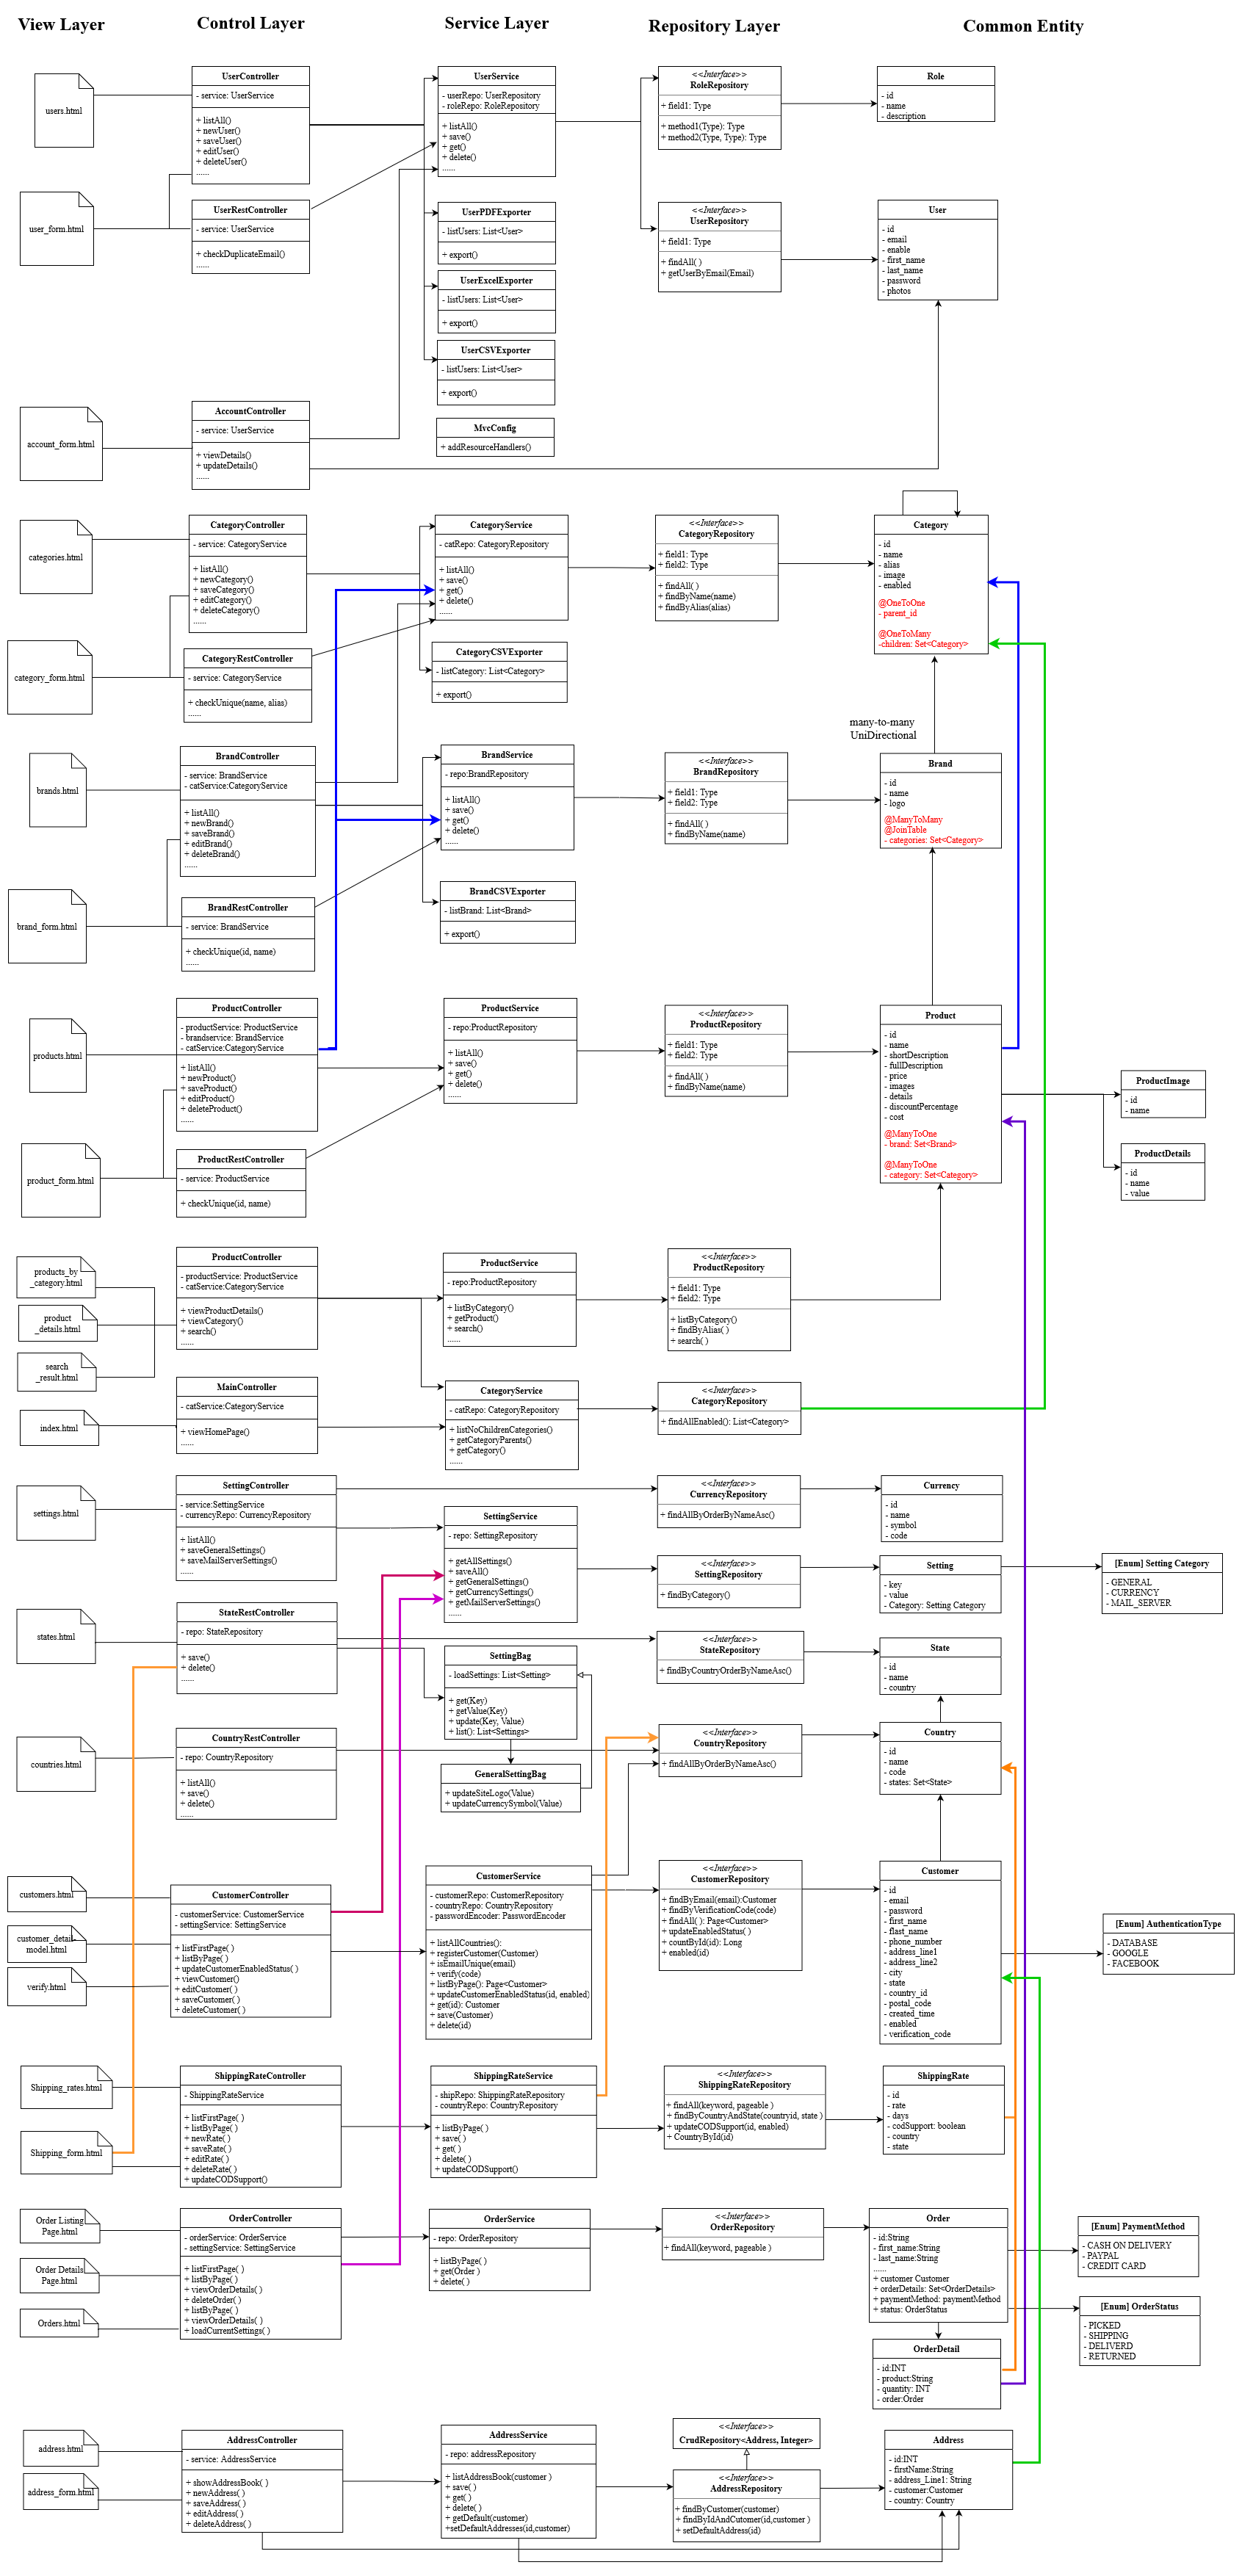 View Layer
Control Layer
Service Layer
Repository Layer
Common Entity
users.html
UserController
- service: UserService
+ listAll()
+ newUser()
+ saveUser()
+ editUser()
+ deleteUser()
......
UserService
- userRepo: UserRepository
- roleRepo: RoleRepository
+ listAll()
+ save()
+ get()
+ delete()
......
<<Interface>>
RoleRepository
+ field1: Type
+ method1(Type): Type
+ method2(Type, Type): Type
Role
- id
- name
- description
user_form.html
UserRestController
- service: UserService
+ checkDuplicateEmail()
......
UserPDFExporter
- listUsers: List<User>
+ export()
<<Interface>>
UserRepository
+ field1: Type
+ findAll( )
+ getUserByEmail(Email)
User
- id
- email
- enable
- first_name
- last_name
- password
- photos
UserExcelExporter
- listUsers: List<User>
+ export()
UserCSVExporter
- listUsers: List<User>
+ export()
account_form.html
AccountController
- service: UserService
+ viewDetails()
+ updateDetails()
......
MvcConfig
+ addResourceHandlers()
categories.html
CategoryController
- service: CategoryService
+ listAll()
+ newCategory()
+ saveCategory()
+ editCategory()
+ deleteCategory()
......
CategoryService
- catRepo: CategoryRepository
+ listAll()
+ save()
+ get()
+ delete()
......
<<Interface>>
CategoryRepository
+ field1: Type
+ field2: Type
+ findAll( )
+ findByName(name)
+ findByAlias(alias)
Category
- id
- name
- alias
- image
- enabled
@OneToOne
- parent_id
@OneToMany
-children: Set<Category>
category_form.html
CategoryRestController
- service: CategoryService
+ checkUnique(name, alias)
......
CategoryCSVExporter
- listCategory: List<Category>
+ export()
many-to-many
UniDirectional
brands.html
BrandController
- service: BrandService
- catService:CategoryService
+ listAll()
+ newBrand()
+ saveBrand()
+ editBrand()
+ deleteBrand()
......
BrandService
- repo:BrandRepository
+ listAll()
+ save()
+ get()
+ delete()
......
<<Interface>>
BrandRepository
+ field1: Type
+ field2: Type
+ findAll( )
+ findByName(name)
Brand
- id
- name
- logo
@ManyToMany
@JoinTable
- categories: Set<Category>
brand_form.html
BrandRestController
- service: BrandService
+ checkUnique(id, name)
......
BrandCSVExporter
- listBrand: List<Brand>
+ export()
products.html
ProductController
- productService: ProductService
- brandservice: BrandService
- catService:CategoryService
+ listAll()
+ newProduct()
+ saveProduct()
+ editProduct()
+ deleteProduct()
......
ProductService
- repo:ProductRepository
+ listAll()
+ save()
+ get()
+ delete()
......
<<Interface>>
ProductRepository
+ field1: Type
+ field2: Type
+ findAll( )
+ findByName(name)
Product
- id
- name
- shortDescription
- fullDescription
- price
- images
- details
- discountPercentage
- cost
@ManyToOne
- brand: Set<Brand>
@ManyToOne
- category: Set<Category>
ProductImage
- id
- name
ProductDetails
- id
- name
- value
product_form.html
ProductRestController
- service: ProductService
+ checkUnique(id, name)
products_by
_category.html
product
_details.html
search
_result.html
ProductController
- productService: ProductService
- catService:CategoryService
+ viewProductDetails()
+ viewCategory()
+ search()
......
ProductService
- repo:ProductRepository
+ listByCategory()
+ getProduct()
+ search()
......
<<Interface>>
ProductRepository
+ field1: Type
+ field2: Type
+ listByCategory()
+ findByAlias( )
+ search( )
index.html
MainController
- catService:CategoryService
+ viewHomePage()
......
CategoryService
- catRepo: CategoryRepository
+ listNoChildrenCategories()
+ getCategoryParents()
+ getCategory()
......
<<Interface>>
CategoryRepository
+ findAllEnabled(): List<Category>
settings.html
SettingController
- service:SettingService
- currencyRepo: CurrencyRepository
+ listAll()
+ saveGeneralSettings()
+ saveMailServerSettings()
......
SettingService
- repo: SettingRepository
+ getAllSettings()
+ saveAll()
+ getGeneralSettings()
+ getCurrencySettings()
+ getMailServerSettings()
......
<<Interface>>
CurrencyRepository
+ findAllByOrderByNameAsc()
Currency
- id
- name
- symbol
- code
<<Interface>>
SettingRepository
+ findByCategory()
Setting
- key
- value
- Category: Setting Category
[Enum] Setting Category
- GENERAL
- CURRENCY
- MAIL_SERVER
states.html
StateRestController
- repo: StateRepository
+ save()
+ delete()
......
SettingBag
- loadSettings: List<Setting>
+ get(Key)
+ getValue(Key)
+ update(Key, Value)
+ list(): List<Settings>
<<Interface>>
StateRepository
+ findByCountryOrderByNameAsc()
State
- id
- name
- country
countries.html
CountryRestController
- repo: CountryRepository
+ listAll()
+ save()
+ delete()
......
GeneralSettingBag
+ updateSiteLogo(Value)
+ updateCurrencySymbol(Value)
<<Interface>>
CountryRepository
+ findAllByOrderByNameAsc()
Country
- id
- name
- code
- states: Set<State>
customers.html
customer_detail-
model.html
verify.html
CustomerController
- customerService: CustomerService
- settingService: SettingService
+ listFirstPage( )
+ listByPage( )
+ updateCustomerEnabledStatus( )
+ viewCustomer()
+ editCustomer( )
+ saveCustomer( )
+ deleteCustomer( )
CustomerService
- customerRepo: CustomerRepository
- countryRepo: CountryRepository
- passwordEncoder: PasswordEncoder
+ listAllCountries():
+ registerCustomer(Customer)
+ isEmailUnique(email)
+ verify(code)
+ listByPage(): Page<Customer>
+ updateCustomerEnabledStatus(id, enabled)
+ get(id): Customer
+ save(Customer)
+ delete(id)
<<Interface>>
CustomerRepository
+ findByEmail(email):Customer
+ findByVerificationCode(code)
+ findAll( ): Page<Customer>
+ updateEnabledStatus( )
+ countById(id): Long
+ enabled(id)
Customer
- id
- email
- password
- first_name
- flast_name
- phone_number
- address_line1
- address_line2
- city
- state
- country_id
- postal_code
- created_time
- enabled
- verification_code
[Enum] AuthenticationType
- DATABASE
- GOOGLE
- FACEBOOK
Shipping_rates.html
Shipping_form.html
ShippingRateController
- ShippingRateService
+ listFirstPage( )
+ listByPage( )
+ newRate( )
+ saveRate( )
+ editRate( )
+ deleteRate( )
+ updateCODSupport()
ShippingRateService
- shipRepo: ShippingRateRepository
- countryRepo: CountryRepository
+ listByPage( )
+ save( )
+ get( )
+ delete( )
+ updateCODSupport()
<<Interface>>
ShippingRateRepository
+ findAll(keyword, pageable )
+ findByCountryAndState(countryid, state )
+ updateCODSupport(id, enabled)
+ CountryById(id)
ShippingRate
- id
- rate
- days
- codSupport: boolean
- country
- state
Order Listing
Page.html
Order Details
Page.html
Orders.html
OrderController
- orderService: OrderService
- settingService: SettingService
+ listFirstPage( )
+ listByPage( )
+ viewOrderDetails( )
+ deleteOrder( )
+ listByPage( )
+ viewOrderDetails( )
+ loadCurrentSettings( )
OrderService
- repo: OrderRepository
+ listByPage( )
+ get(Order )
+ delete( )
<<Interface>>
OrderRepository
+ findAll(keyword, pageable )
Order
- id:String
- first_name:String
- last_name:String
......
+ customer Customer
+ orderDetails: Set<OrderDetails>
+ paymentMethod: paymentMethod
+ status: OrderStatus
[Enum] PaymentMethod
- CASH ON DELIVERY
- PAYPAL
- CREDIT CARD
[Enum] OrderStatus
- PICKED
- SHIPPING
- DELIVERD
- RETURNED
OrderDetail
- id:INT
- product:String
- quantity: INT
- order:Order
address.html
address_form.html
AddressController
- service: AddressService
+ showAddressBook( )
+ newAddress( )
+ saveAddress( )
+ editAddress( )
+ deleteAddress( )
AddressService
- repo: addressRepository
+ listAddressBook(customer )
+ save( )
+ get( )
+ delete( )
+ getDefault(customer)
+setDefaultAddresses(id,customer)
<<Interface>>
CrudRepository<Address, Integer>
<<Interface>>
AddressRepository
+ findByCustomer(customer)
+ findByIdAndCutomer(id,customer )
+ setDefaultAddress(id)
Address
- id:INT
- firstName:String
- address_Line1: String
- customer:Customer
- country: Country